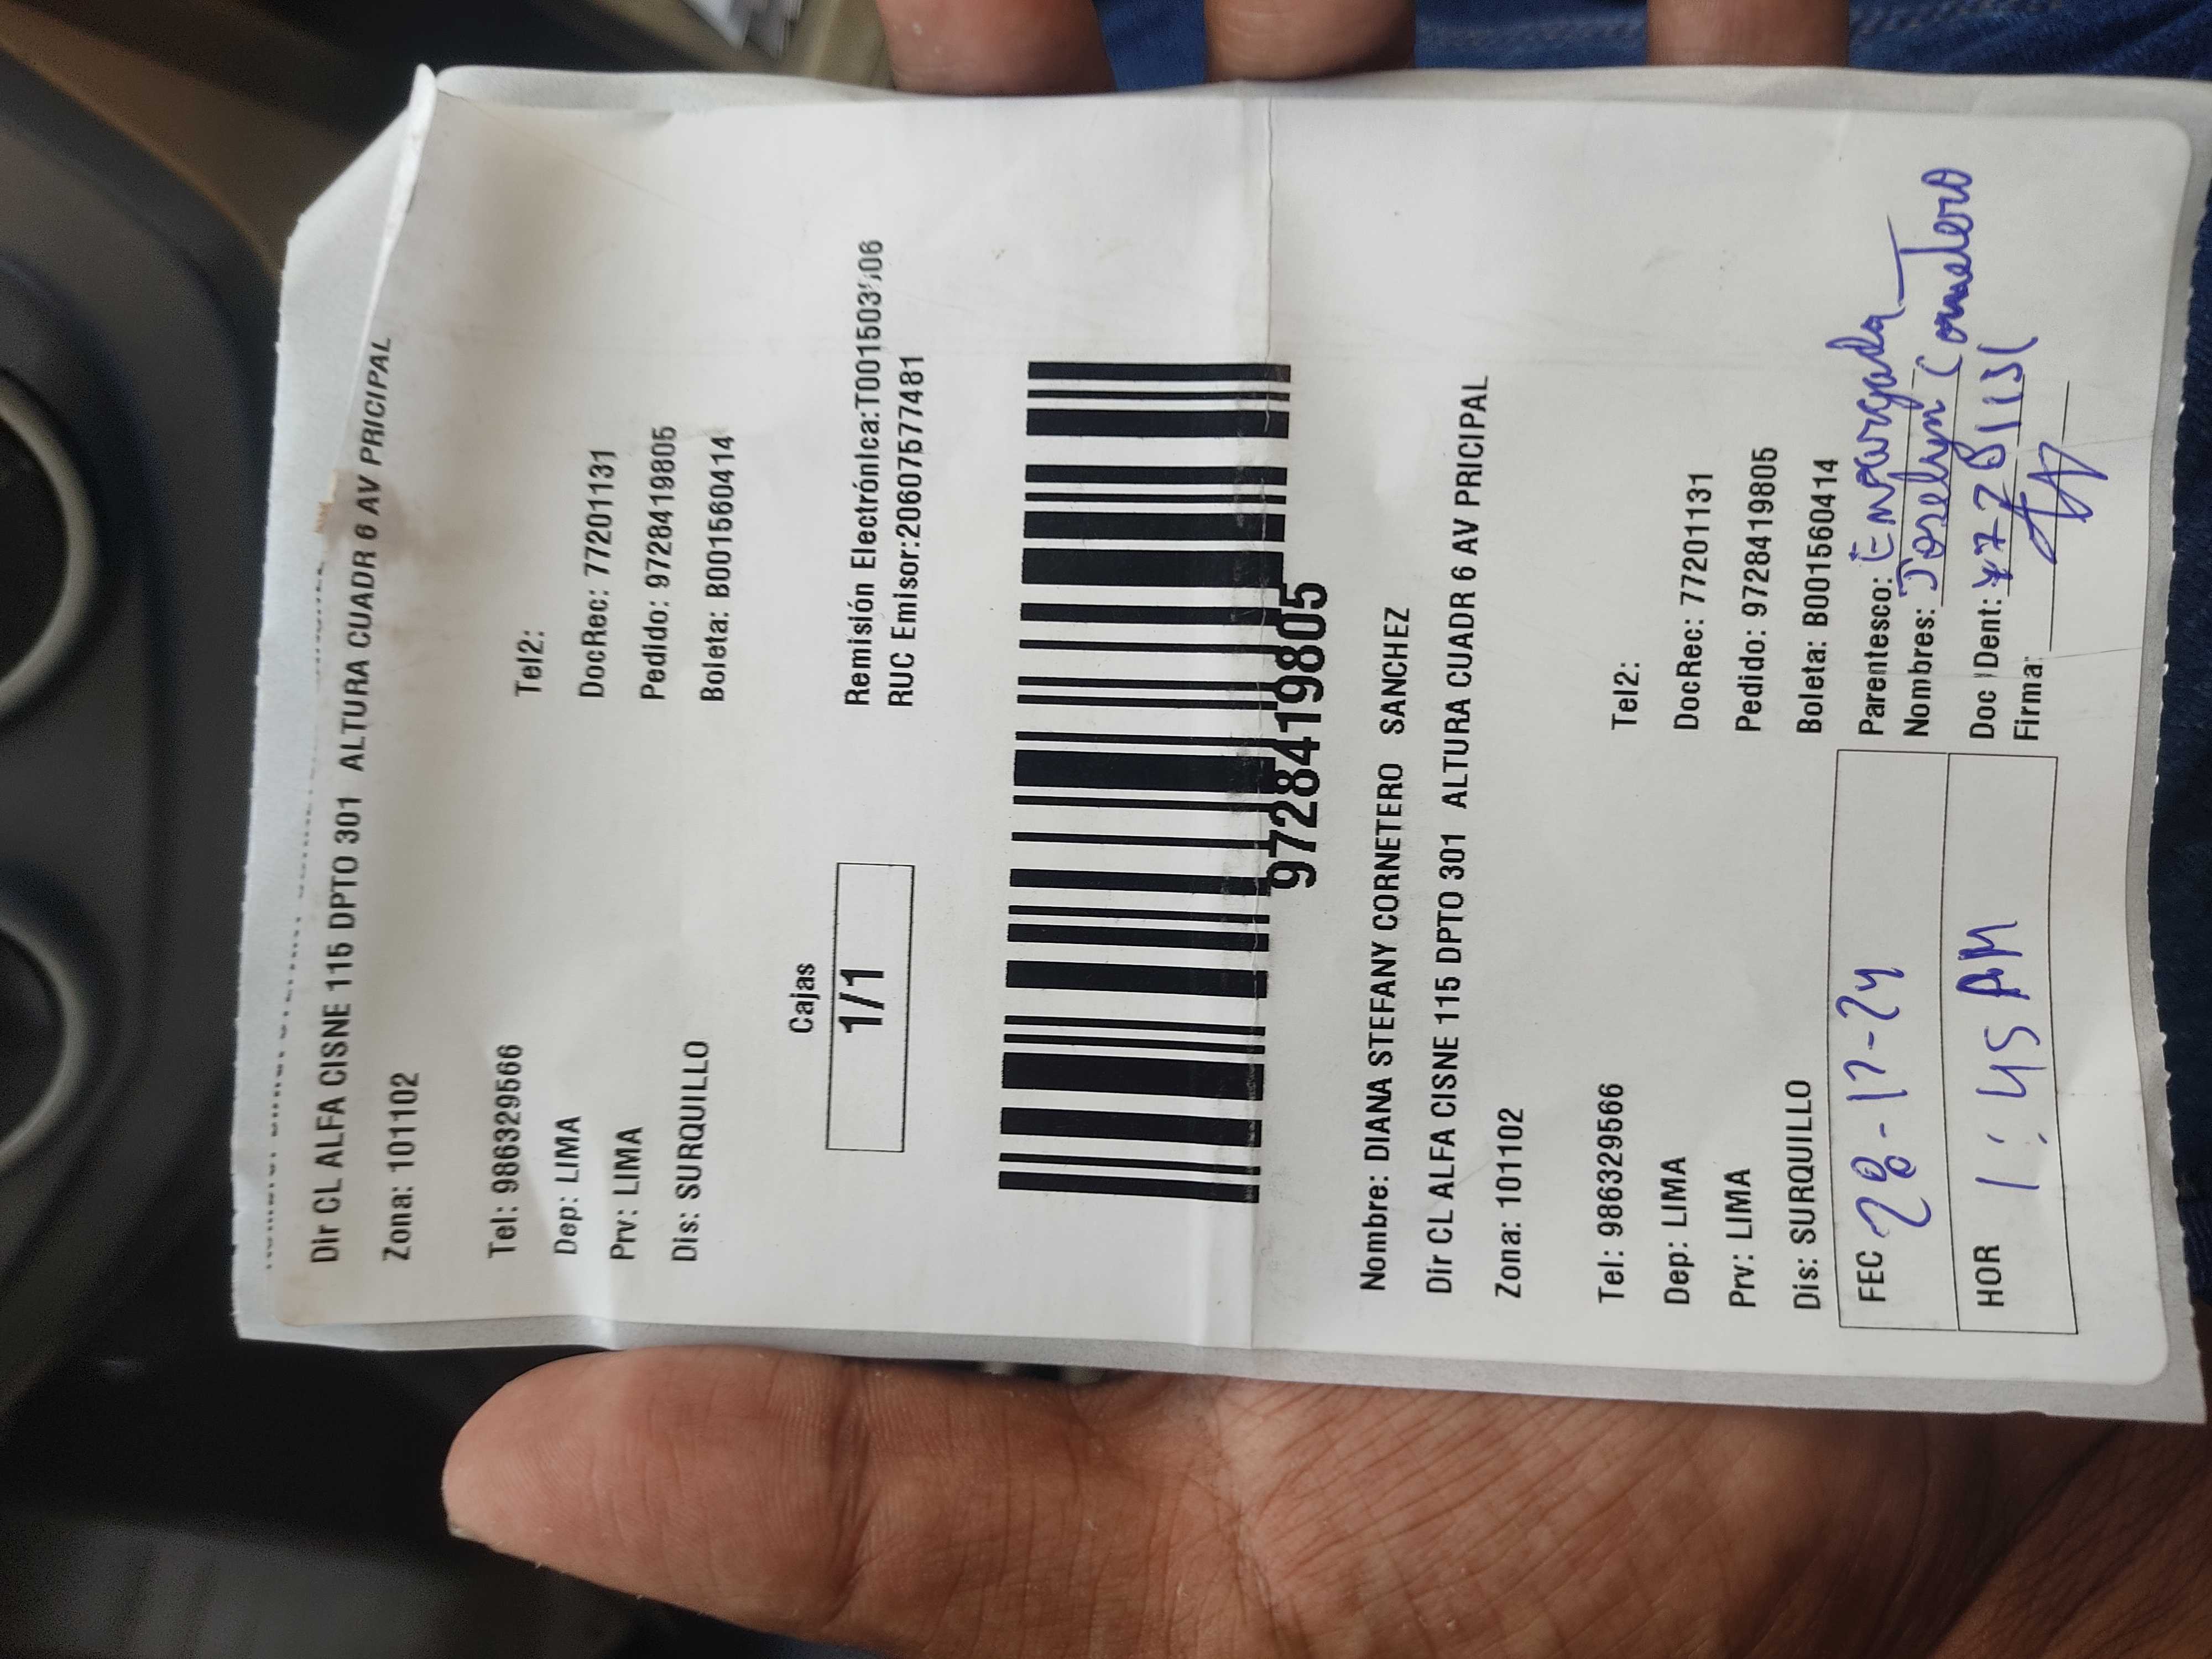 Dir CL ALFA CISNE 115 DPTO 301 ALTURA CUADR 6 AV PRICIPAL
Zona: 101102
Tel: 986329566 Tel2:
Dep: LIMA DocRec: 77201131
Prv: LIMA Pedido: 9728419805
Dis: SURQUILLO Boleta: B001560414
Cajas
1/1
Remisión Electrónica:
RUC Emisor:20607577481
9728419805
Nombre: DIANA STEFANY CORNETERO SANCHEZ
Dir CL ALFA CISNE 115 DPTO 301 ALTURA CUADR 6 AV PRICIPAL
Zona: 101102
Tel: 986329566 Tel2:
Dep: LIMA DocRec: 77201131
Prv: LIMA Pedido: 9728419805
Dis: SURQUILLO Boleta: B001560414
FEC 28-12-24 Parentesco: Encargada
Nombres: Joselyn Cornetero
HOR 1:45 PM Doc Dent:
Firma: